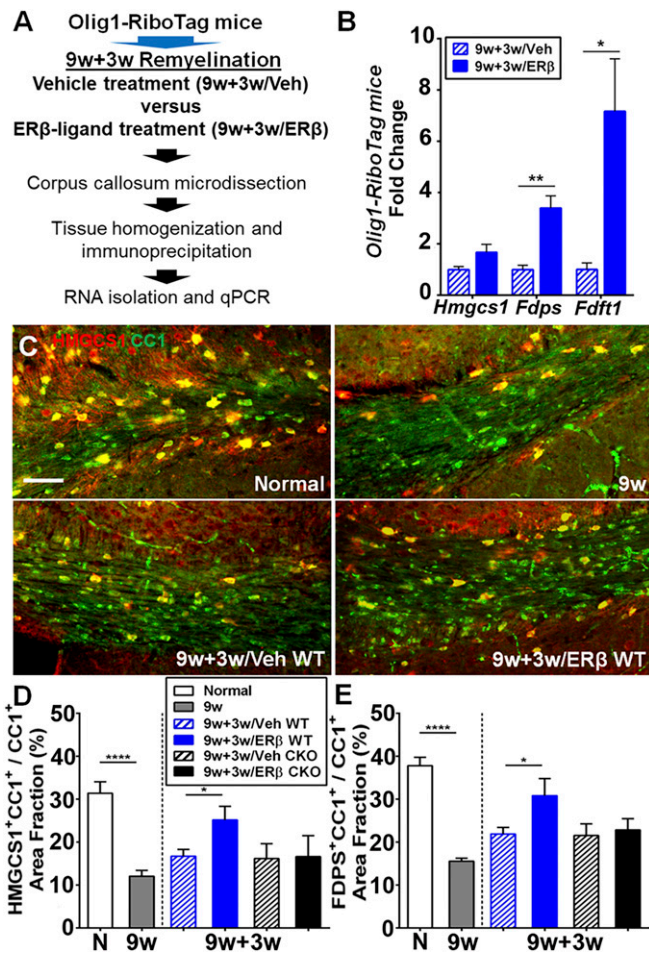 A
Olig1-RiboTag mice
9w+3w Remyelination
Vehicle treatment (9w+3w/Veh)
versus
ERβ-ligand treatment (9w+3w/ERβ)
Corpus callosum microdissection
Tissue homogenization and
immunoprecipitation
RNA isolation and qPCR
B
Olig1-RiboTag mice
Fold Change
10
8
6
4
2
0
9w+3w/Veh
9w+3w/ERβ
**
*
Hmgcs1 Fdps Fdft1
C
HMGCS1 CC1
Normal
9w
9w+3w/Veh WT
9w+3w/ERβ WT
D
HMGCS1⁺CC1⁺ / CC1⁺
Area Fraction (%)
50
40
30
20
10
0
****
*
N 9w 9w+3w
Normal
9w
9w+3w/Veh WT
9w+3w/ERβ WT
9w+3w/Veh CKO
9w+3w/ERβ CKO
E
FDPS⁺CC1⁺ / CC1⁺
Area Fraction (%)
50
40
30
20
10
0
****
*
N 9w 9w+3w